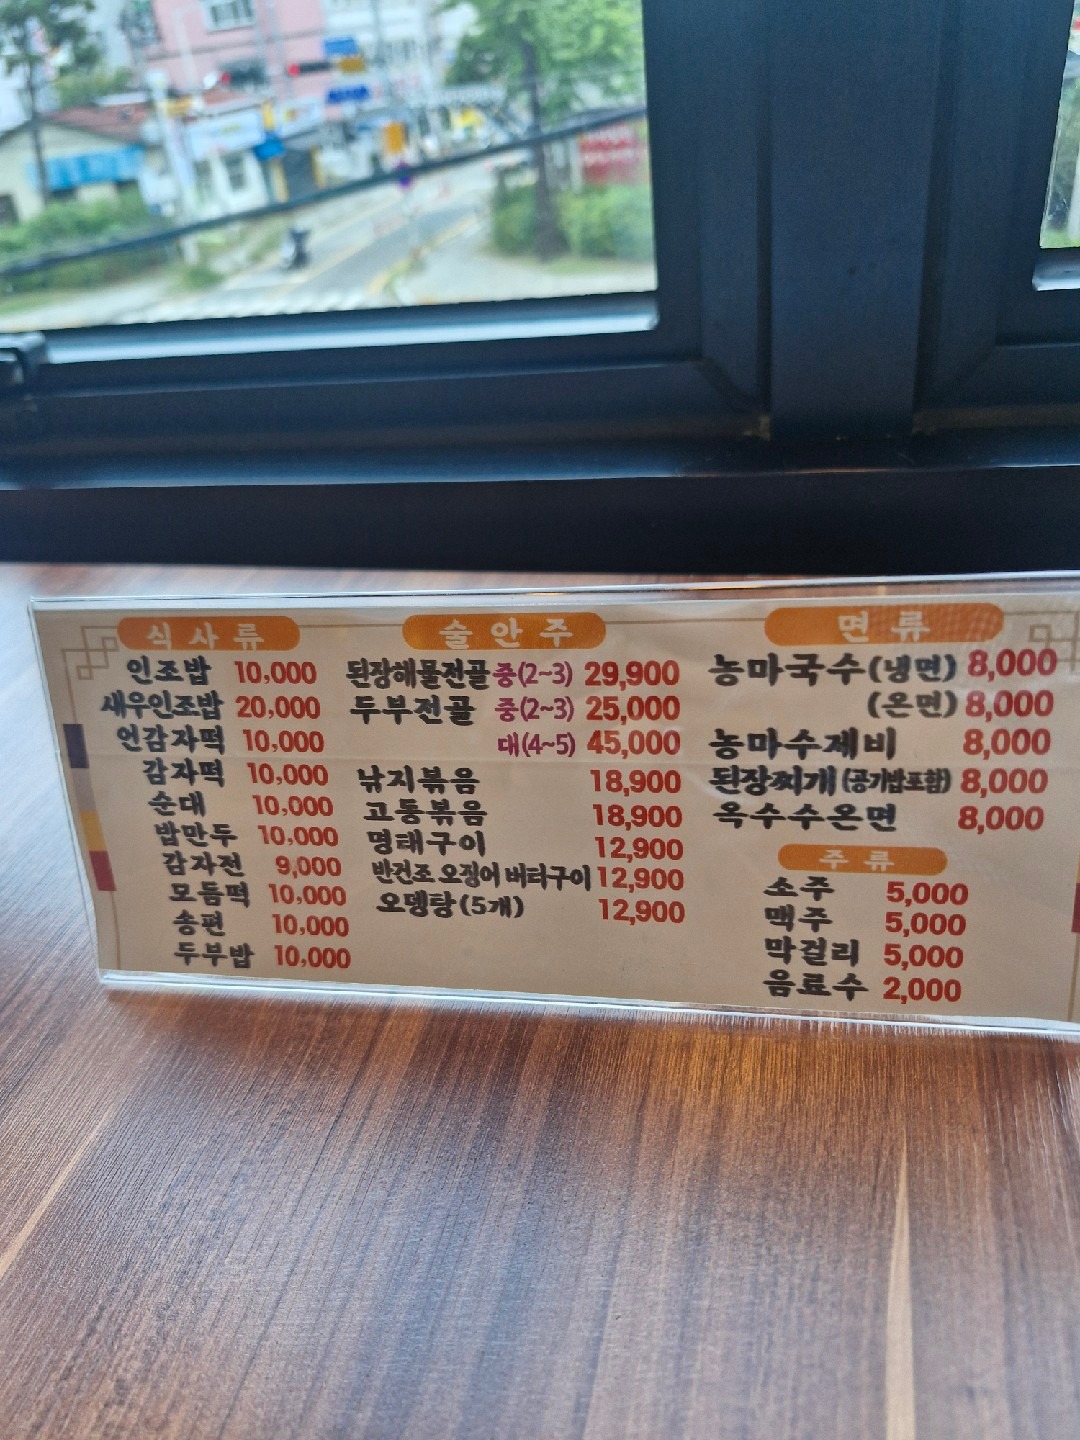 식사류
인조밥 10,000
새우인조밥 20,000
언감자떡 10,000
감자떡 10,000
순대 10,000
밥만두 10,000
감자전 9,000
모듬떡 10,000
송편 10,000
두부밥 10,000
술안주
된장해물전골 중(2~3) 29,900
두부전골 중(2~3) 25,000
대(4~5) 45,000
낙지볶음 18,900
고동볶음 18,900
명태구이 12,900
반건조 오징어 버터구이 12,900
오뎅탕(5개) 12,900
면류
농마국수(냉면) 8,000
(온면) 8,000
농마수제비 8,000
된장찌개(공기밥포함) 8,000
옥수수온면 8,000
주류
소주 5,000
맥주 5,000
막걸리 5,000
음료수 2,000